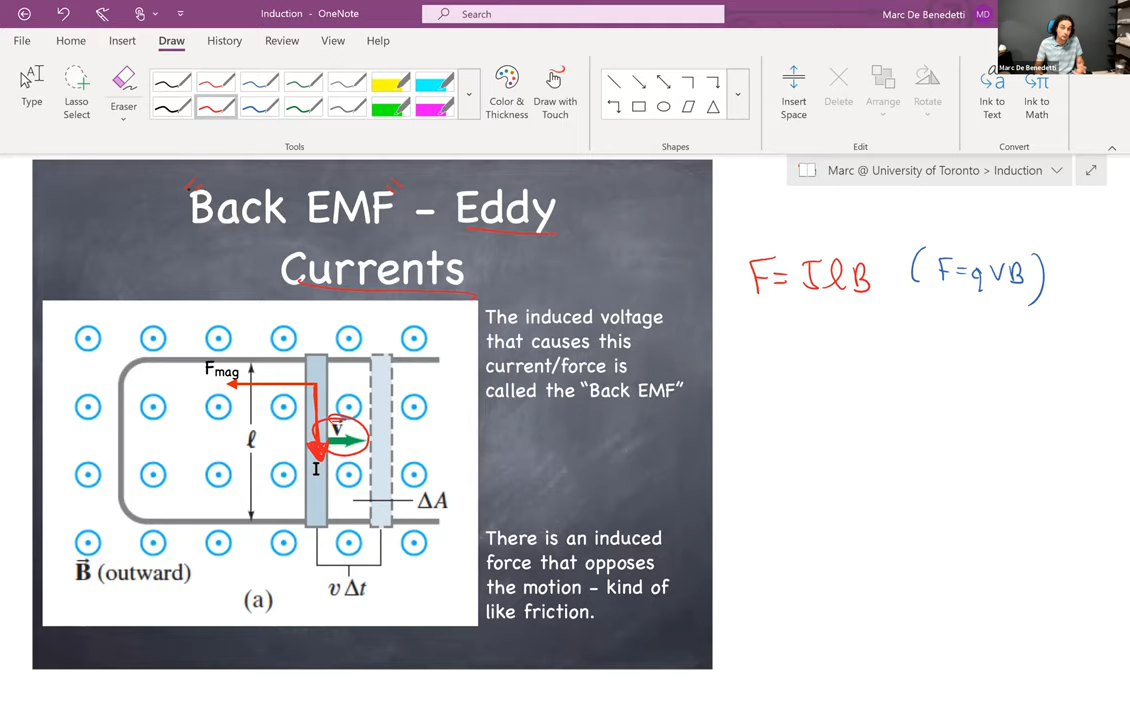 Induction - OneNote
Search
Marc De Benedetti
MD
File
Home
Insert
Draw
History
Review
View
Help
Marc De Benedetti
Type
Lasso
Select
Eraser
Color &
Thickness
Draw with
Touch
Insert
Space
Delete
Arrange
Rotate
Ink to
Text
Ink to
Math
Tools
Shapes
Edit
Convert
Marc @ University of Toronto > Induction
"Back EMF" - Eddy
Currents
F = IlB (F = qVB)
The induced voltage
that causes this
current/force is
called the "Back EMF"
Fmag
ℓ
v⃗
I
ΔA
There is an induced
force that opposes
the motion - kind of
like friction.
B⃗ (outward)
v Δt
(a)